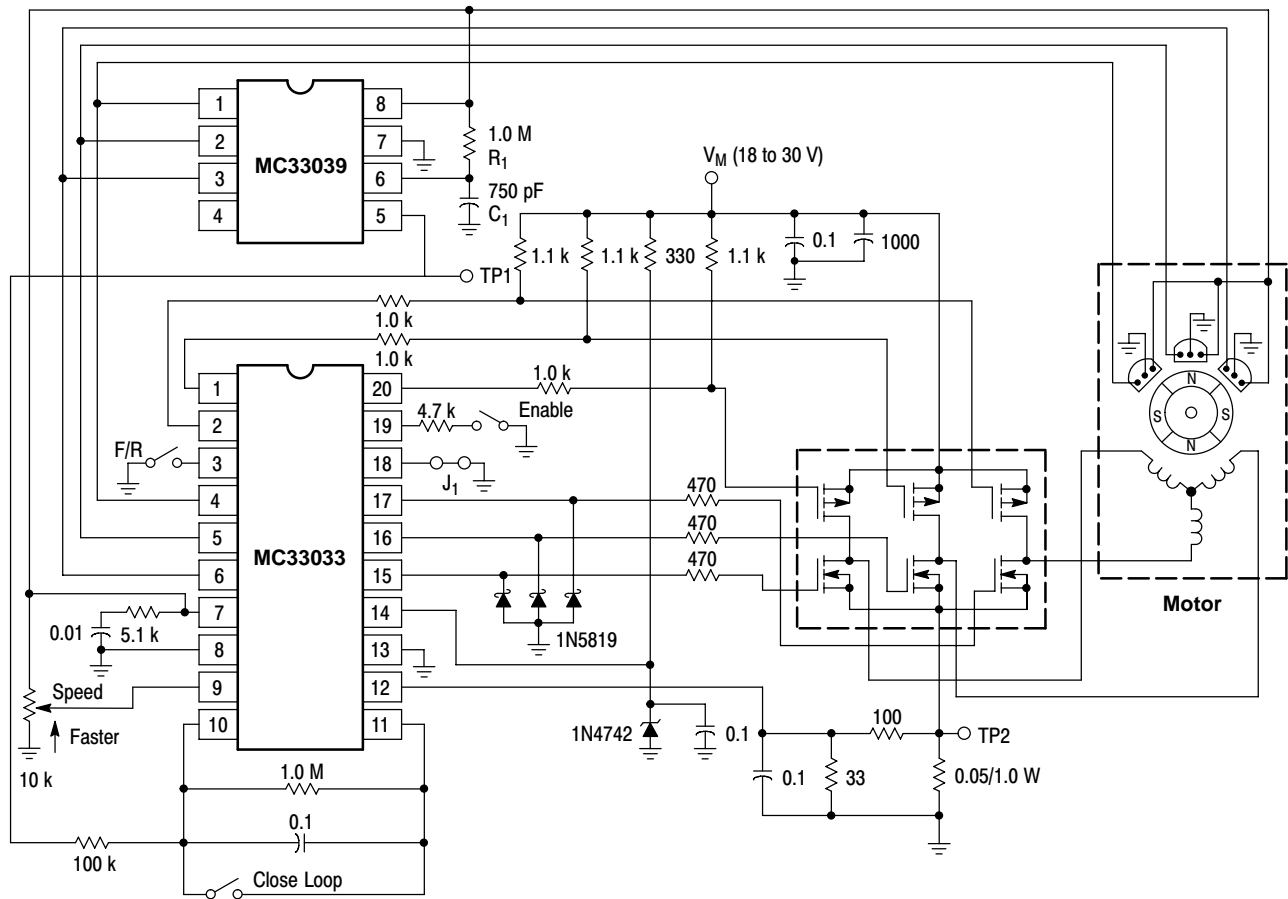 1
2
3
4
MC33039
8
7
6
5
1.0 M
R1
750 pF
C1
VM (18 to 30 V)
1.1 k
1.1 k
330
1.1 k
0.1
1000
TP1
1.0 k
1.0 k
1.0 k
1
2
3
4
5
6
7
8
9
10
MC33033
20
19
18
17
16
15
14
13
12
11
4.7 k
Enable
F/R
J1
470
470
470
N
S
S
N
Motor
0.01
5.1 k
1N5819
Speed
Faster
10 k
1N4742
0.1
100
TP2
0.1
33
0.05/1.0 W
1.0 M
0.1
100 k
Close Loop